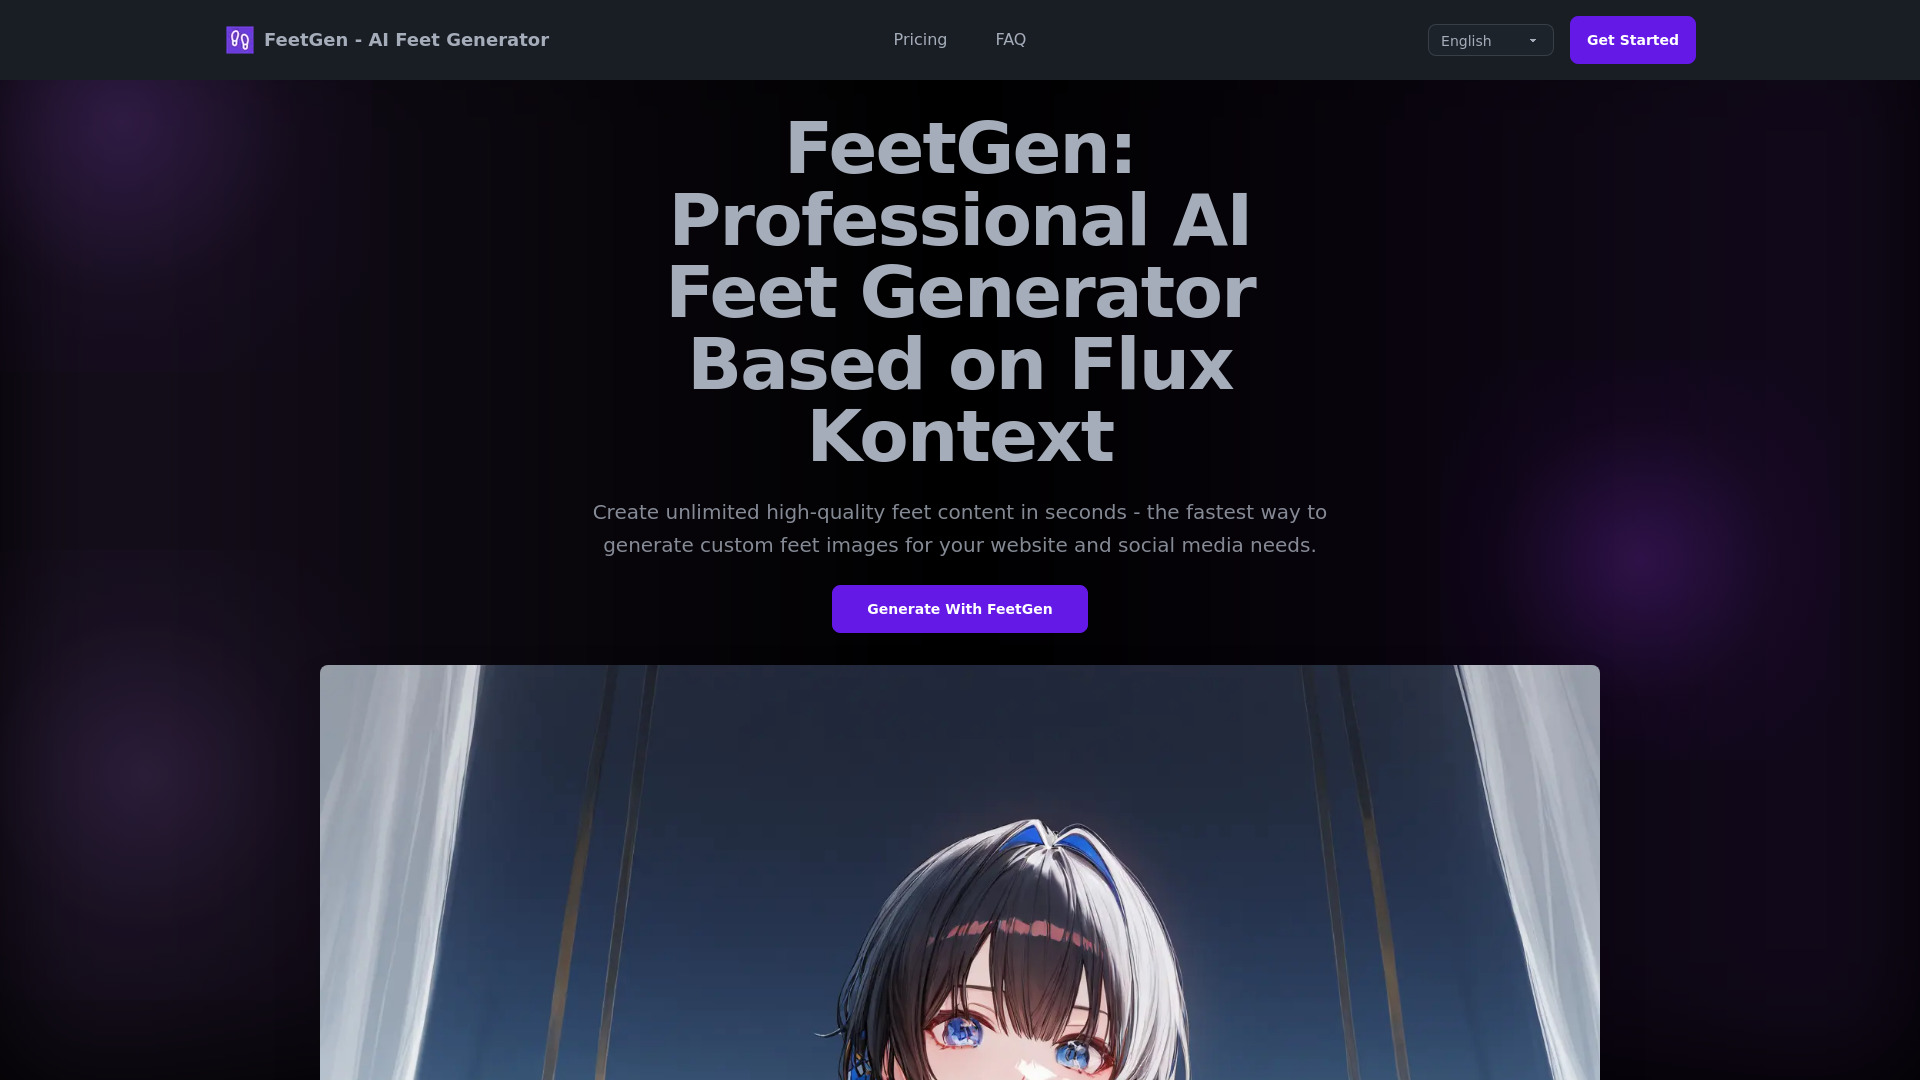 FeetGen - AI Feet Generator
Pricing
FAQ
English
Get Started
FeetGen:
Professional AI
Feet Generator
Based on Flux
Kontext
Create unlimited high-quality feet content in seconds - the fastest way to
generate custom feet images for your website and social media needs.
Generate With FeetGen